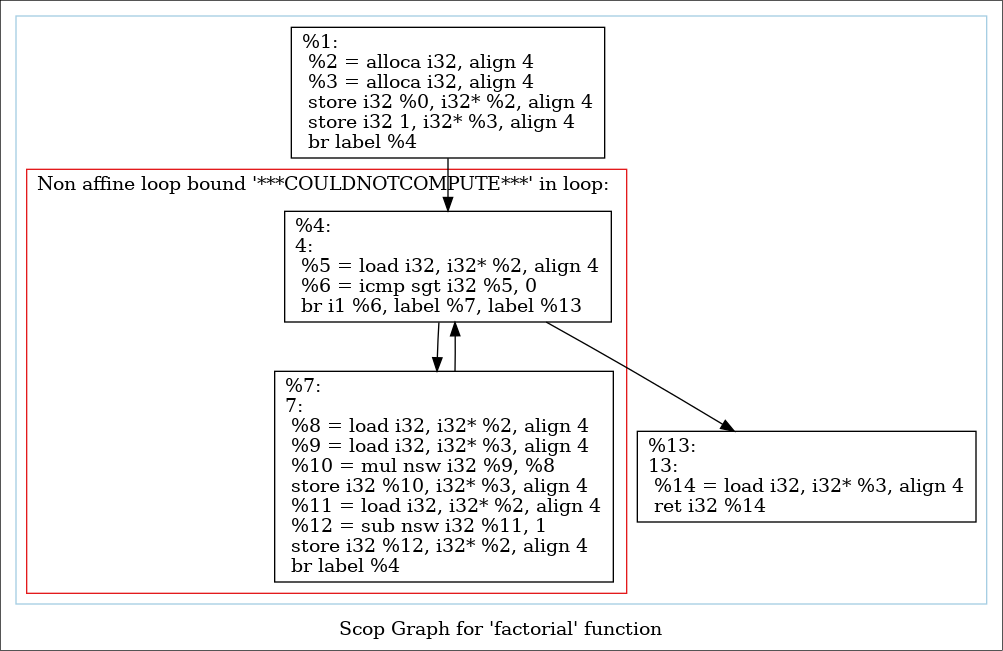 %1:
%2 = alloca i32, align 4
%3 = alloca i32, align 4
store i32 %0, i32* %2, align 4
store i32 1, i32* %3, align 4
br label %4
Non affine loop bound '***COULDNOTCOMPUTE***' in loop:
%4:
4:
%5 = load i32, i32* %2, align 4
%6 = icmp sgt i32 %5, 0
br i1 %6, label %7, label %13
%7:
7:
%8 = load i32, i32* %2, align 4
%9 = load i32, i32* %3, align 4
%10 = mul nsw i32 %9, %8
store i32 %10, i32* %3, align 4
%11 = load i32, i32* %2, align 4
%12 = sub nsw i32 %11, 1
store i32 %12, i32* %2, align 4
br label %4
%13:
13:
%14 = load i32, i32* %3, align 4
ret i32 %14
Scop Graph for 'factorial' function